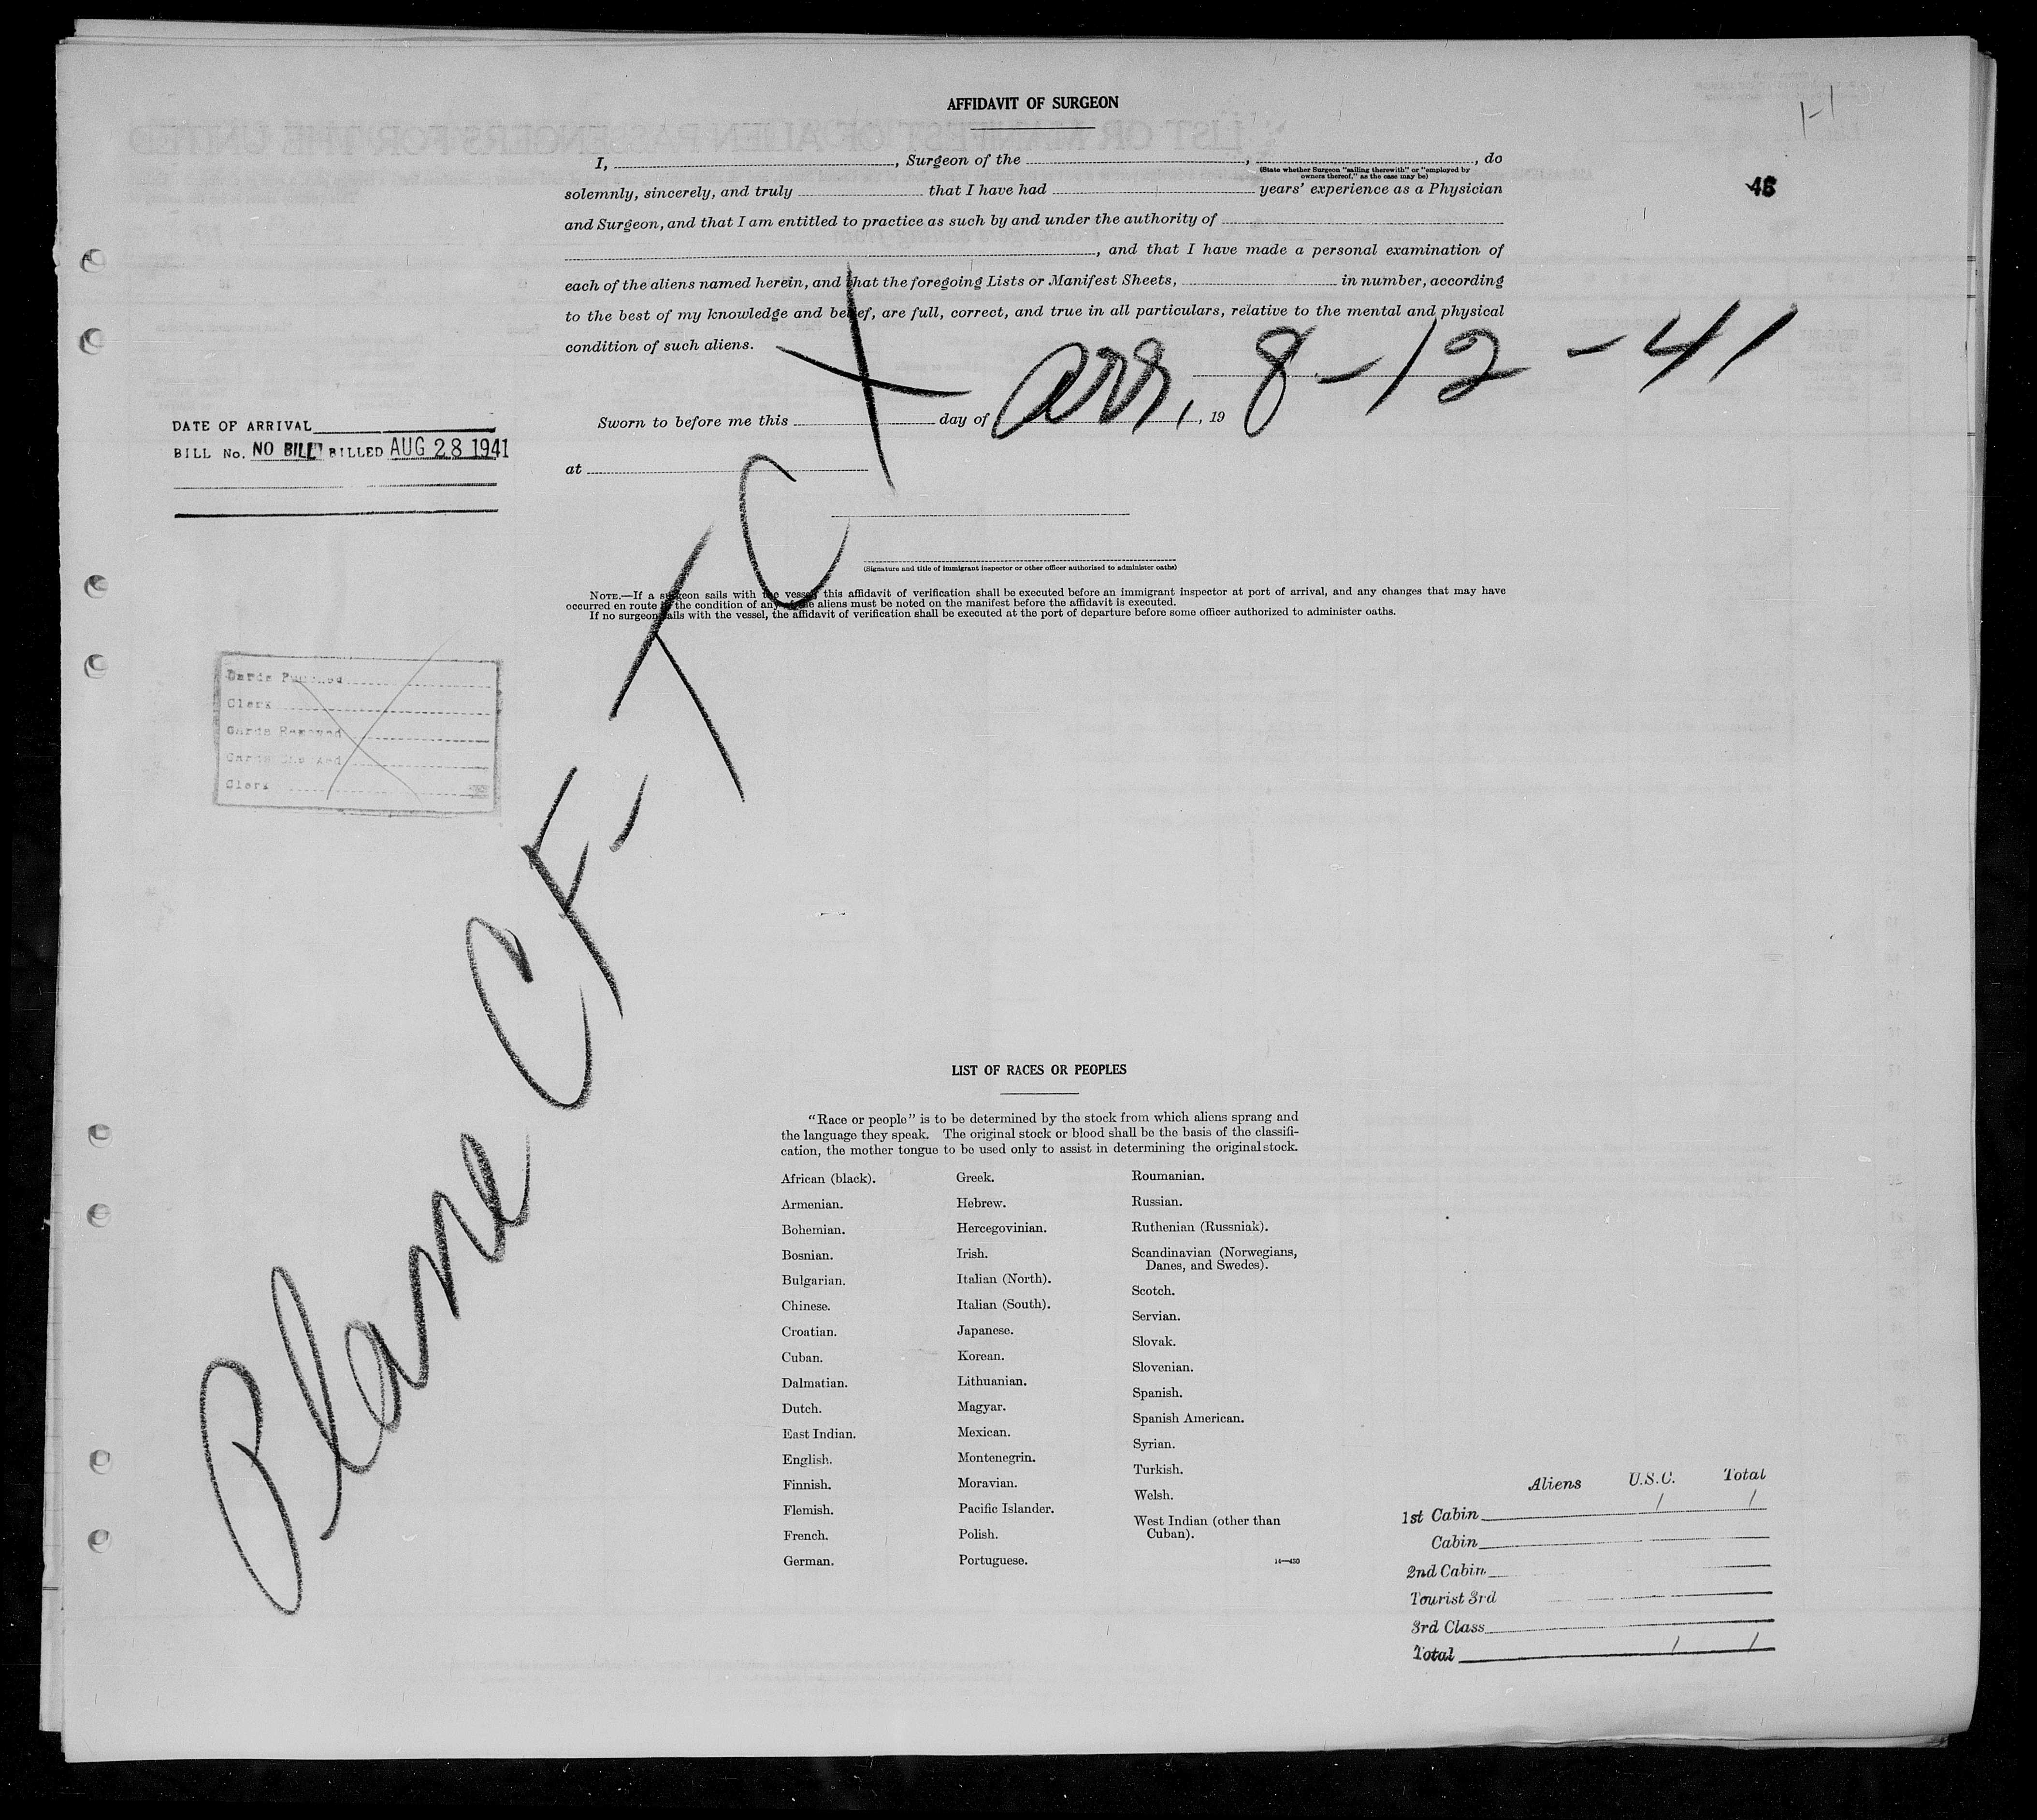 AFFIDAVIT OF SURGEON
1-1
I, , Surgeon of the , , do
(State whether Surgeon "sailing therewith" or "employed by
owners thereof," as the case may be)
solemnly, sincerely, and truly that I have had years' experience as a Physician
and Surgeon, and that I am entitled to practice as such by and under the authority of
, and that I have made a personal examination of
each of the aliens named herein, and that the foregoing Lists or Manifest Sheets, in number, according
to the best of my knowledge and belief, are full, correct, and true in all particulars, relative to the mental and physical
condition of such aliens.
arr, 8-12-41
Sworn to before me this day of , 19
at
DATE OF ARRIVAL
BILL No. NO BILL BILLED AUG 28 1941
(Signature and title of immigrant inspector or other officer authorized to administer oaths)
NOTE.—If a surgeon sails with the vessel, this affidavit of verification shall be executed before an immigrant inspector at port of arrival, and any changes that may have
occurred en route in the condition of any of the aliens must be noted on the manifest before the affidavit is executed.
If no surgeon sails with the vessel, the affidavit of verification shall be executed at the port of departure before some officer authorized to administer oaths.
Cards Punched
Clerk
Cards Removed
Cards
Clerk
Plane CF-TCX
LIST OF RACES OR PEOPLES
"Race or people" is to be determined by the stock from which aliens sprang and
the language they speak. The original stock or blood shall be the basis of the classifi-
cation, the mother tongue to be used only to assist in determining the original stock.
African (black).
Armenian.
Bohemian.
Bosnian.
Bulgarian.
Chinese.
Croatian.
Cuban.
Dalmatian.
Dutch.
East Indian.
English.
Finnish.
Flemish.
French.
German.
Greek.
Hebrew.
Hercegovinian.
Irish.
Italian (North).
Italian (South).
Japanese.
Korean.
Lithuanian.
Magyar.
Mexican.
Montenegrin.
Moravian.
Pacific Islander.
Polish.
Portuguese.
Roumanian.
Russian.
Ruthenian (Russniak).
Scandinavian (Norwegians,
Danes, and Swedes).
Scotch.
Servian.
Slovak.
Slovenian.
Spanish.
Spanish American.
Syrian.
Turkish.
Welsh.
West Indian (other than
Cuban).
14—430
Aliens U.S.C. Total
1st Cabin 1 1
Cabin
2nd Cabin
Tourist 3rd
3rd Class
Total 1 1